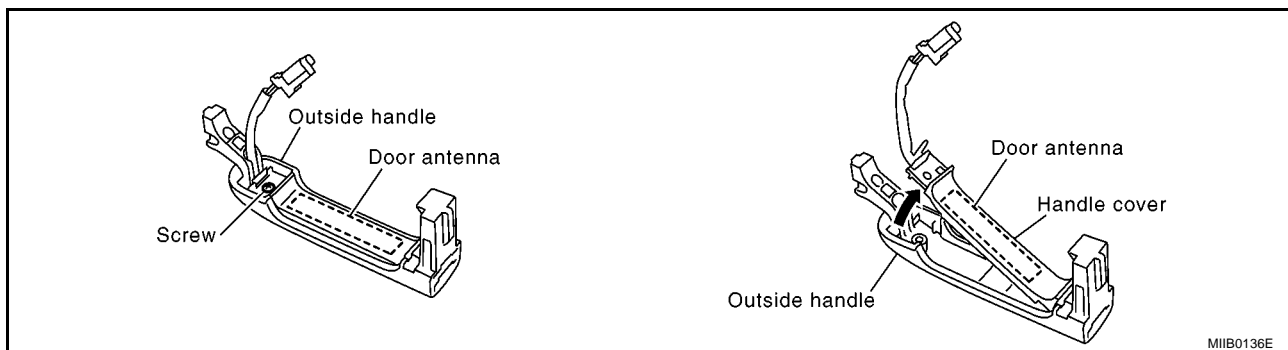 Outside handle
Door antenna
Screw
Door antenna
Handle cover
Outside handle
MIIB0136E